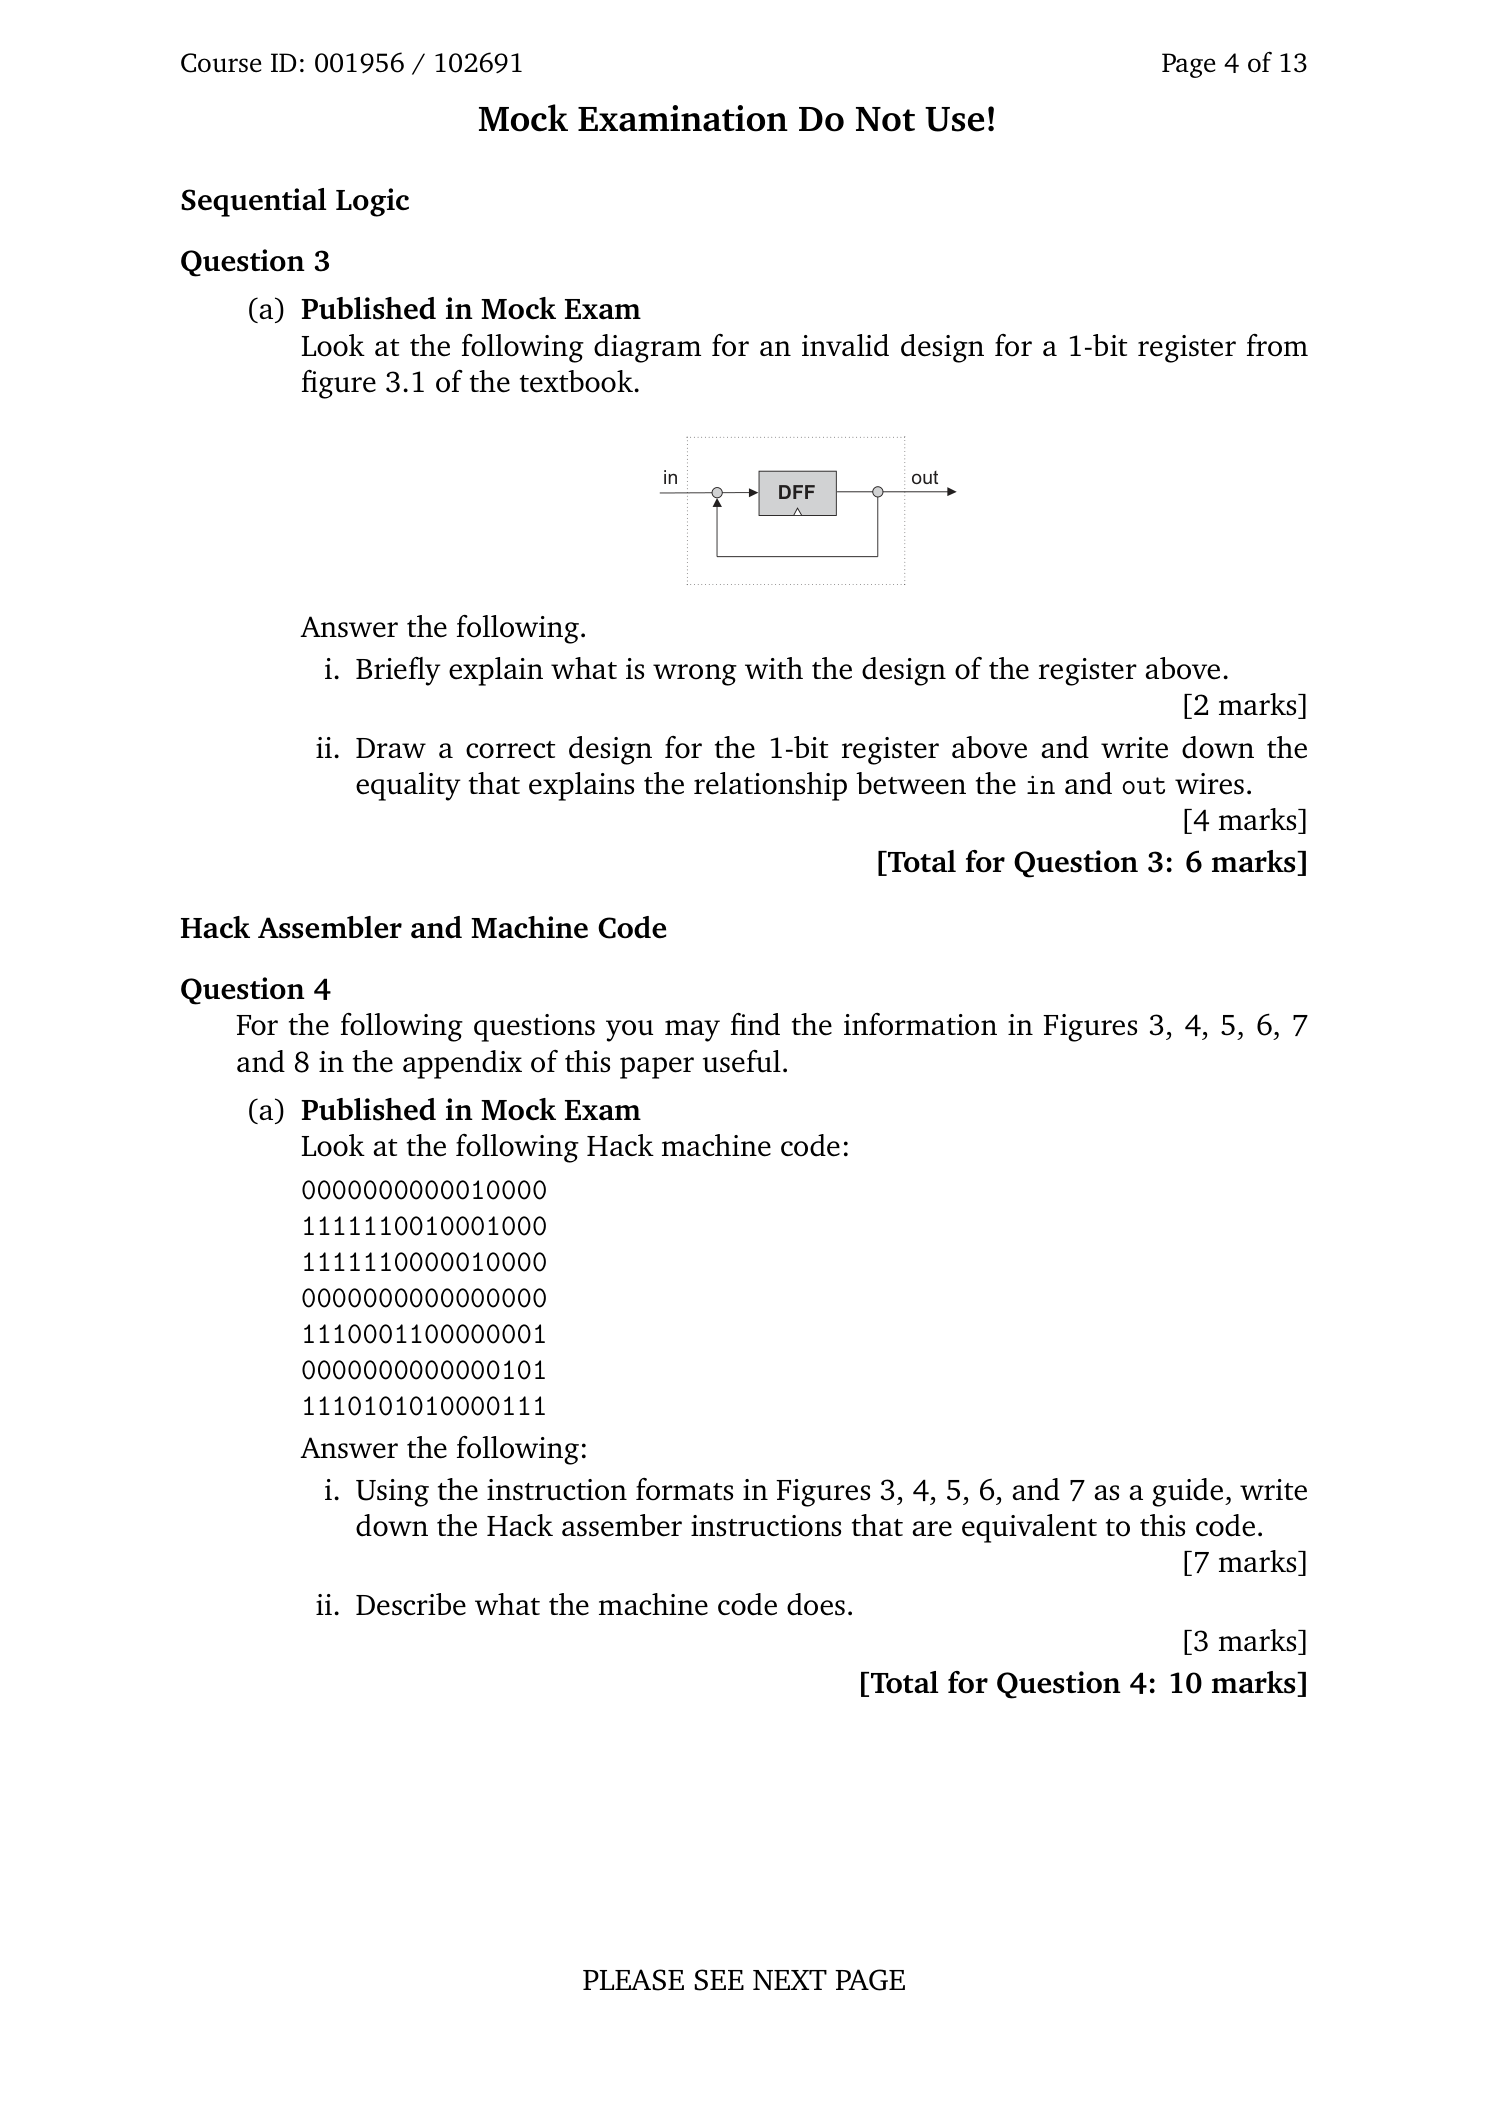 Course ID: 001956 / 102691
Page 4 of 13
Mock Examination Do Not Use!
Sequential Logic
Question 3
(a) Published in Mock Exam
Look at the following diagram for an invalid design for a 1-bit register from
figure 3.1 of the textbook.
in
DFF
out
Answer the following.
i. Briefly explain what is wrong with the design of the register above.
[2 marks]
ii. Draw a correct design for the 1-bit register above and write down the
equality that explains the relationship between the in and out wires.
[4 marks]
[Total for Question 3: 6 marks]
Hack Assembler and Machine Code
Question 4
For the following questions you may find the information in Figures 3, 4, 5, 6, 7
and 8 in the appendix of this paper useful.
(a) Published in Mock Exam
Look at the following Hack machine code:
0000000000010000
1111110010001000
1111110000010000
0000000000000000
1110001100000001
0000000000000101
1110101010000111
Answer the following:
i. Using the instruction formats in Figures 3, 4, 5, 6, and 7 as a guide, write
down the Hack assember instructions that are equivalent to this code.
[7 marks]
ii. Describe what the machine code does.
[3 marks]
[Total for Question 4: 10 marks]
PLEASE SEE NEXT PAGE